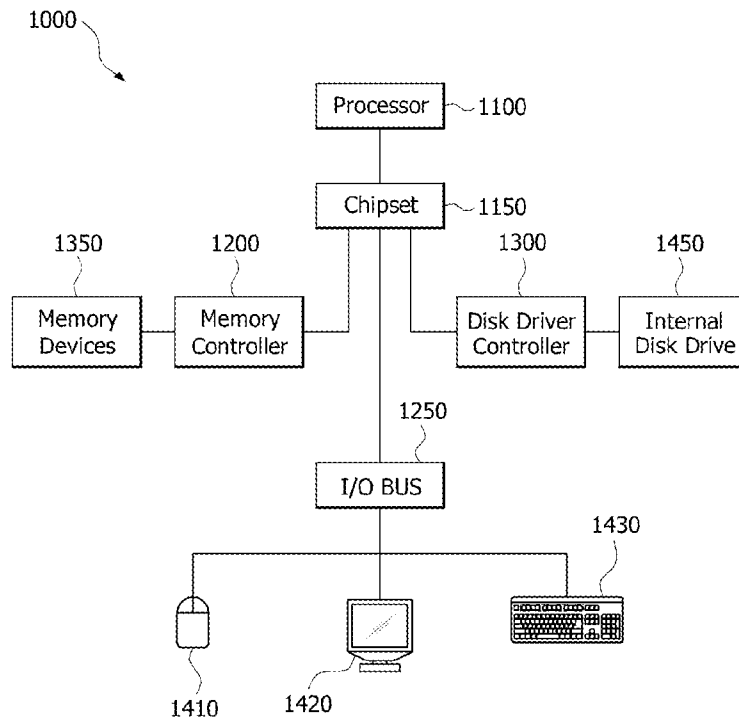 1000
Processor
1100
Chipset
1150
1350
1200
1300
1450
Memory
Devices
Memory
Controller
Disk Driver
Controller
Internal
Disk Drive
1250
I/O BUS
1430
1410
1420